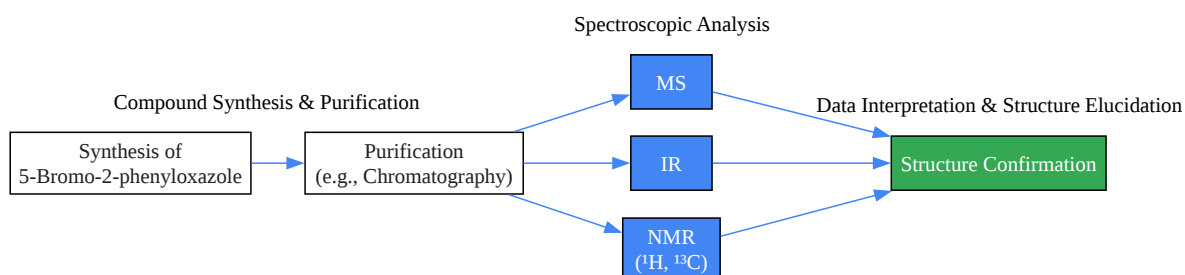 Spectroscopic Analysis
MS
Compound Synthesis & Purification
Data Interpretation & Structure Elucidation
Synthesis of
5-Bromo-2-phenyloxazole
Purification
(e.g., Chromatography)
IR
Structure Confirmation
NMR
(¹H, ¹³C)